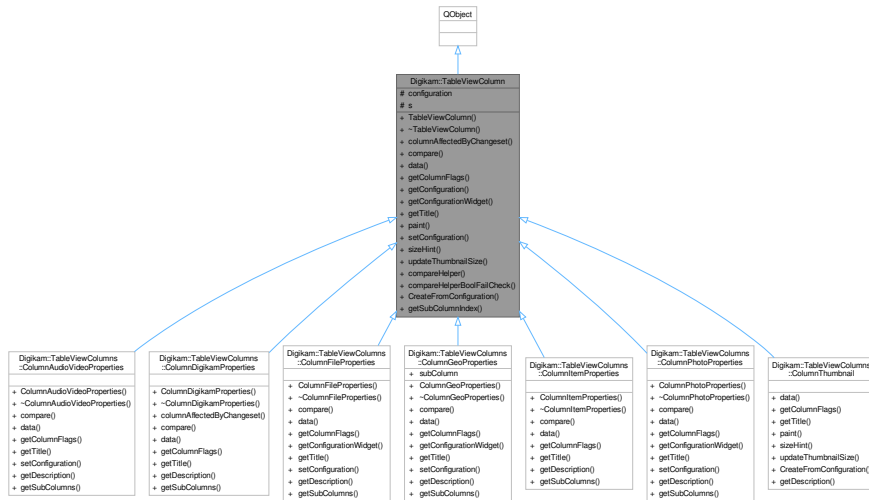 QObject
Digikam::TableViewColumn
# configuration
# s
+ TableViewColumn()
+ ~TableViewColumn()
+ columnAffectedByChangeset()
+ compare()
+ data()
+ getColumnFlags()
+ getConfiguration()
+ getConfigurationWidget()
+ getTitle()
+ paint()
+ setConfiguration()
+ sizeHint()
+ updateThumbnailSize()
+ compareHelper()
+ compareHelperBoolFailCheck()
+ CreateFromConfiguration()
+ getSubColumnIndex()
Digikam::TableViewColumns
::ColumnAudioVideoProperties
+ ColumnAudioVideoProperties()
+ ~ColumnAudioVideoProperties()
+ compare()
+ data()
+ getColumnFlags()
+ getTitle()
+ setConfiguration()
+ getDescription()
+ getSubColumns()
Digikam::TableViewColumns
::ColumnDigikamProperties
+ ColumnDigikamProperties()
+ ~ColumnDigikamProperties()
+ columnAffectedByChangeset()
+ compare()
+ data()
+ getColumnFlags()
+ getTitle()
+ getDescription()
+ getSubColumns()
Digikam::TableViewColumns
::ColumnFileProperties
+ ColumnFileProperties()
+ ~ColumnFileProperties()
+ compare()
+ data()
+ getColumnFlags()
+ getConfigurationWidget()
+ getTitle()
+ setConfiguration()
+ getDescription()
+ getSubColumns()
Digikam::TableViewColumns
::ColumnGeoProperties
+ subColumn
+ ColumnGeoProperties()
+ ~ColumnGeoProperties()
+ compare()
+ data()
+ getColumnFlags()
+ getConfigurationWidget()
+ getTitle()
+ setConfiguration()
+ getDescription()
+ getSubColumns()
Digikam::TableViewColumns
::ColumnItemProperties
+ ColumnItemProperties()
+ ~ColumnItemProperties()
+ compare()
+ data()
+ getColumnFlags()
+ getTitle()
+ getDescription()
+ getSubColumns()
Digikam::TableViewColumns
::ColumnPhotoProperties
+ ColumnPhotoProperties()
+ ~ColumnPhotoProperties()
+ compare()
+ data()
+ getColumnFlags()
+ getConfigurationWidget()
+ getTitle()
+ setConfiguration()
+ getDescription()
+ getSubColumns()
Digikam::TableViewColumns
::ColumnThumbnail
+ data()
+ getColumnFlags()
+ getTitle()
+ paint()
+ sizeHint()
+ updateThumbnailSize()
+ CreateFromConfiguration()
+ getDescription()